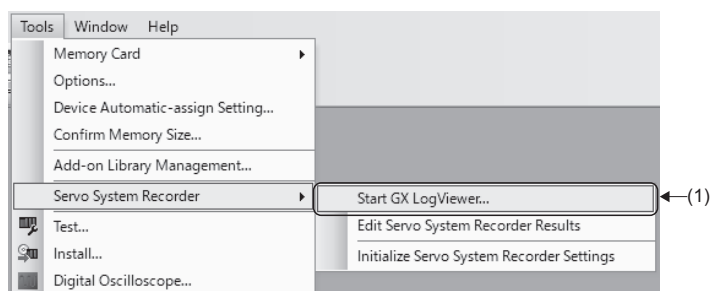 Tools Window Help
Memory Card
Options...
Device Automatic-assign Setting...
Confirm Memory Size...
Add-on Library Management...
Servo System Recorder
Start GX LogViewer...
(1)
Test...
Edit Servo System Recorder Results
Install...
Initialize Servo System Recorder Settings
Digital Oscilloscope...